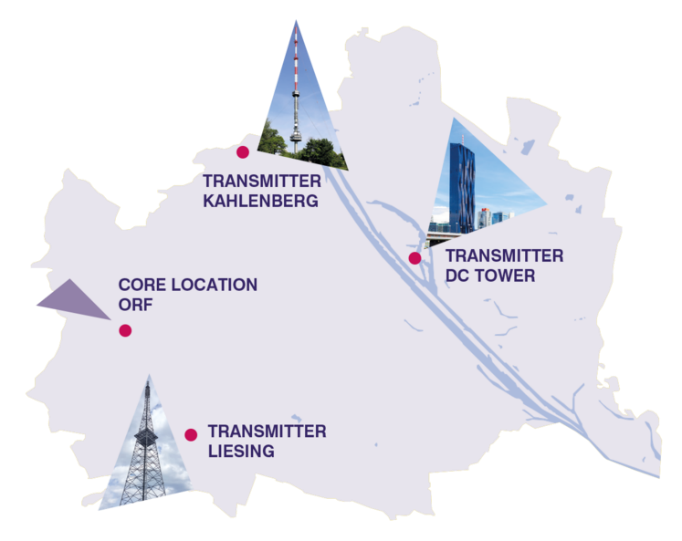 TRANSMITTER
KAHLENBERG
TRANSMITTER
DC TOWER
CORE LOCATION
ORF
TRANSMITTER
LIESING